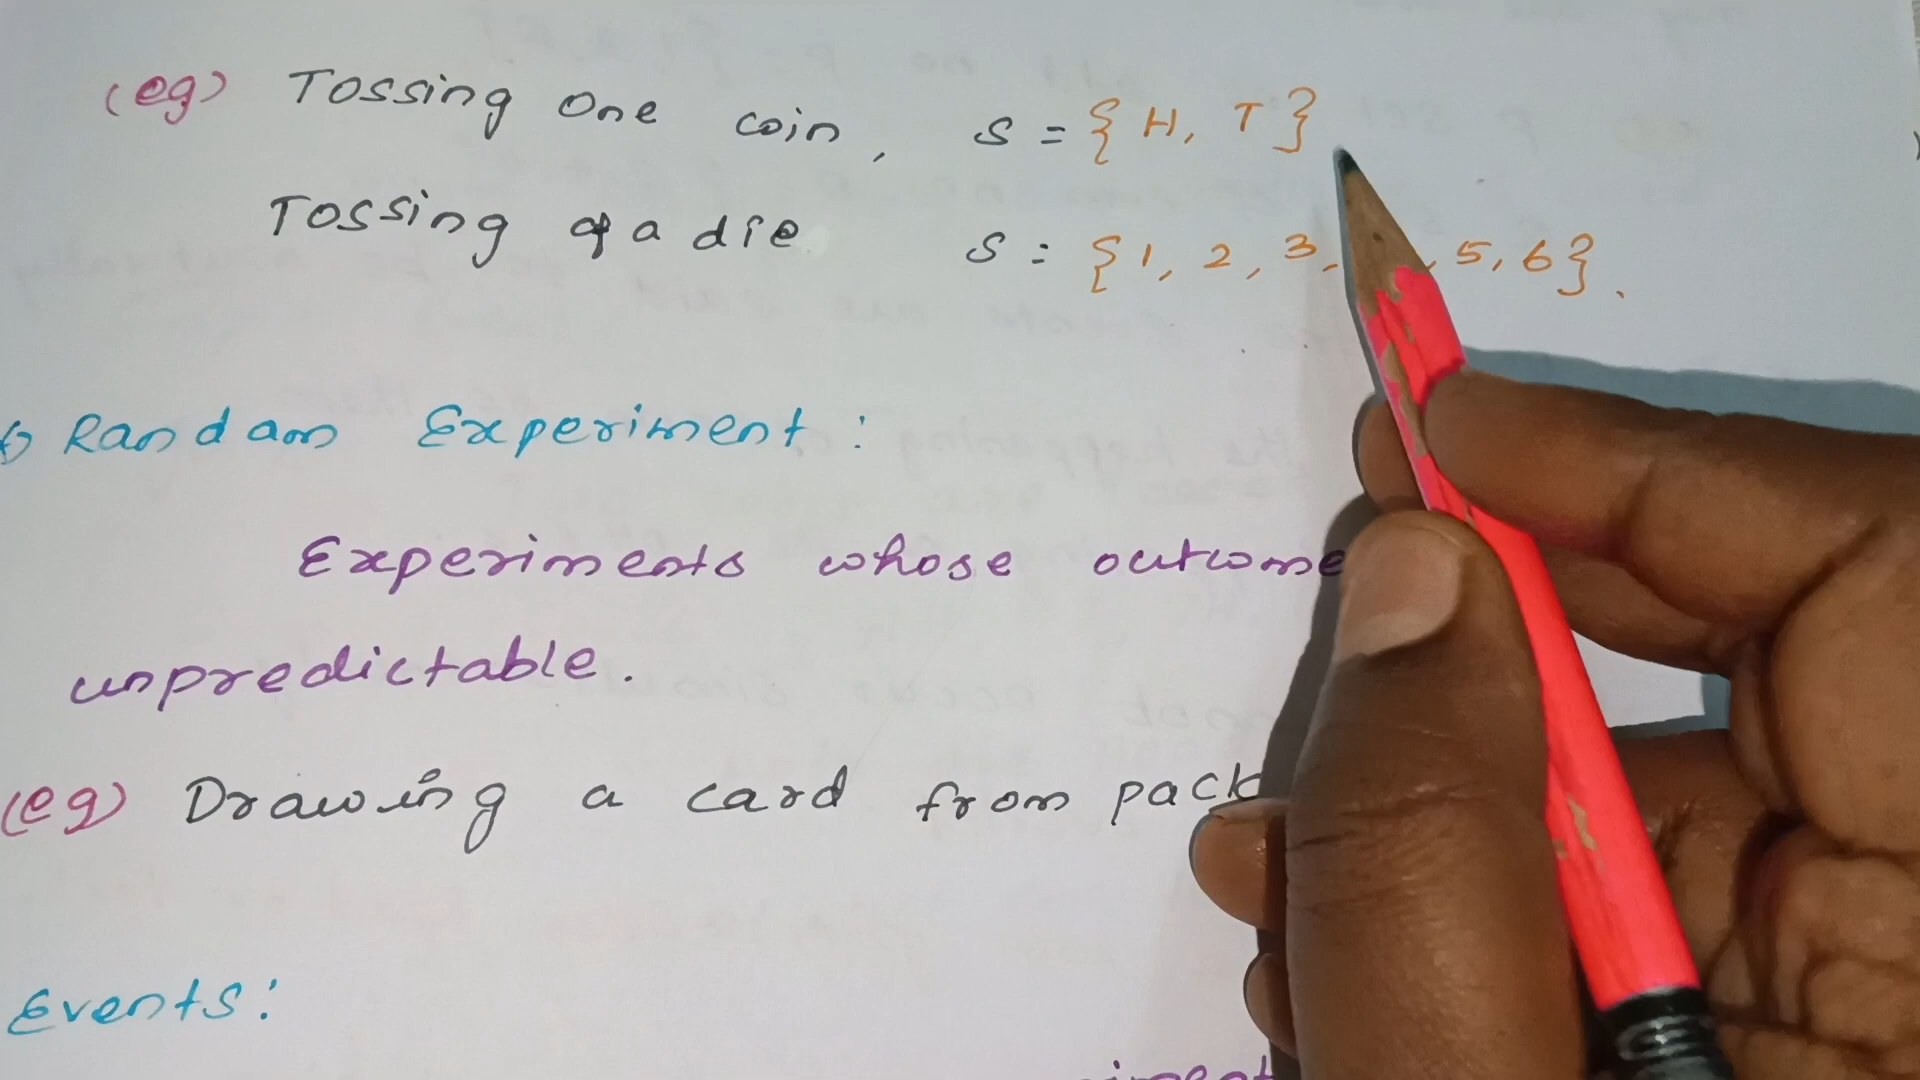 (eg) Tossing One coin, S = {H, T}
Tossing of a die S = {1, 2, 3, , 5, 6}.
Random Experiment:
Experiments whose outcome
unpredictable.
(eg) Drawing a card from pack
Events: